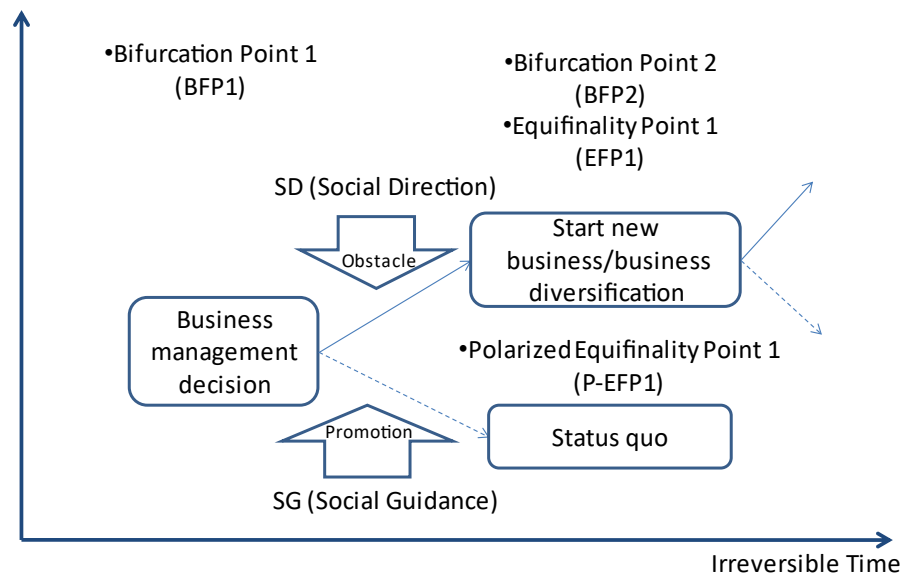 •Bifurcation Point 1
(BFP1)
•Bifurcation Point 2
(BFP2)
•Equifinality Point 1
(EFP1)
SD (Social Direction)
Obstacle
Start new
business/business
diversification
Business
management
decision
•Polarized Equifinality Point 1
(P-EFP1)
Promotion
Status quo
SG (Social Guidance)
Irreversible Time